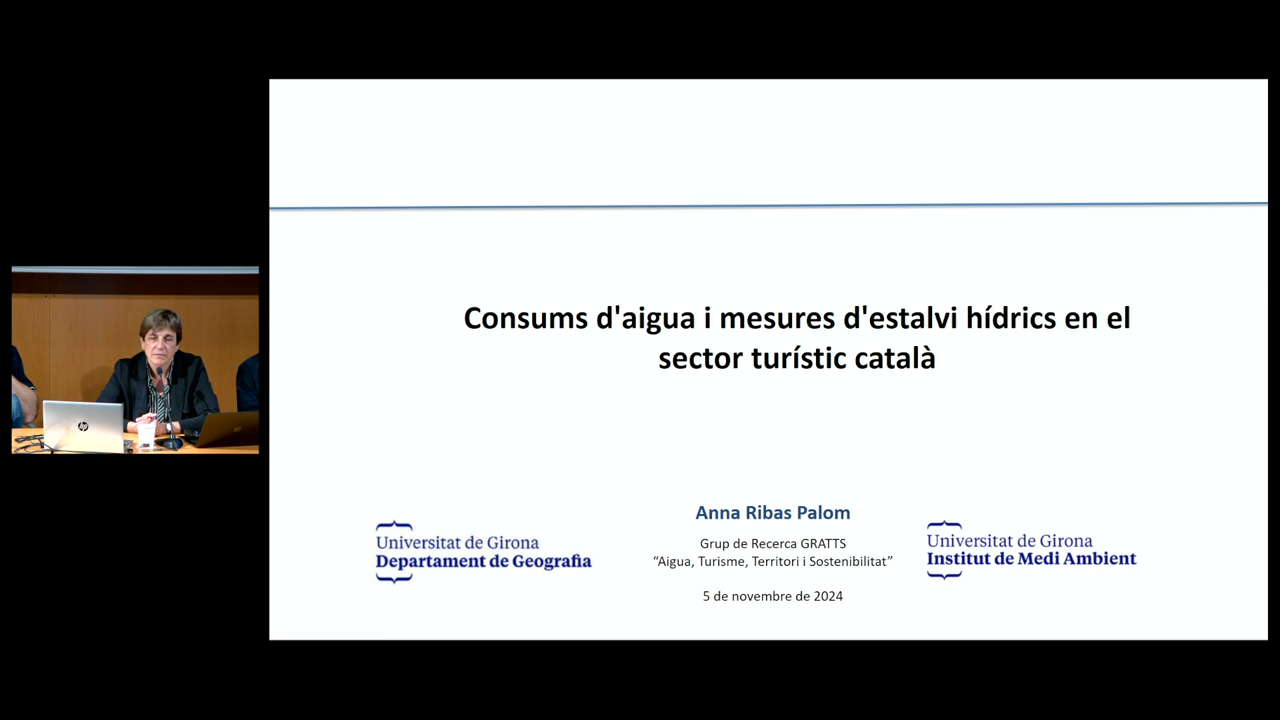 Consums d'aigua i mesures d'estalvi hídrics en el
sector turístic català
Anna Ribas Palom
Grup de Recerca GRATTS
“Aigua, Turisme, Territori i Sostenibilitat”
5 de novembre de 2024
Universitat de Girona
Departament de Geografia
Universitat de Girona
Institut de Medi Ambient
hp